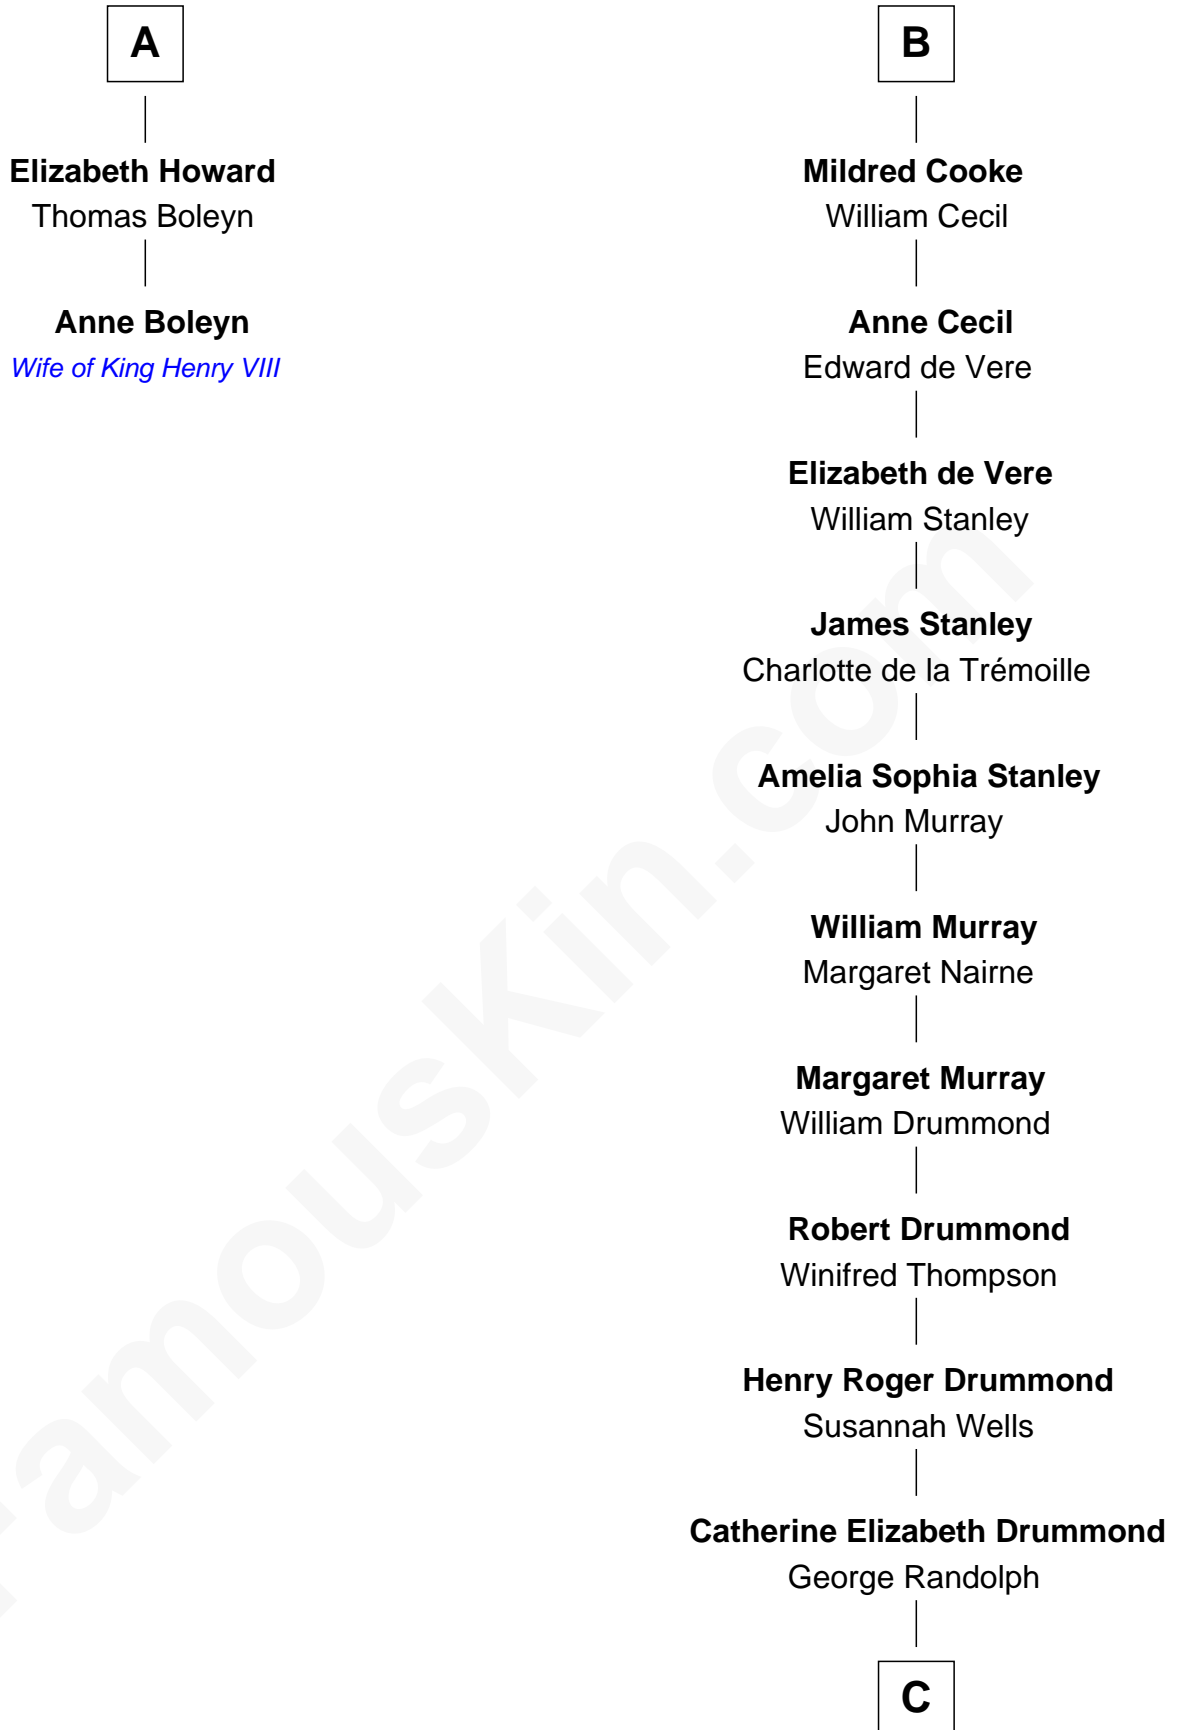 A
Elizabeth Howard
Thomas Boleyn
Anne Boleyn
Wife of King Henry VIII
B
Mildred Cooke
William Cecil
Anne Cecil
Edward de Vere
Elizabeth de Vere
William Stanley
James Stanley
Charlotte de la Trémoille
Amelia Sophia Stanley
John Murray
William Murray
Margaret Nairne
Margaret Murray
William Drummond
Robert Drummond
Winifred Thompson
Henry Roger Drummond
Susannah Wells
Catherine Elizabeth Drummond
George Randolph
C
FamousKin.com